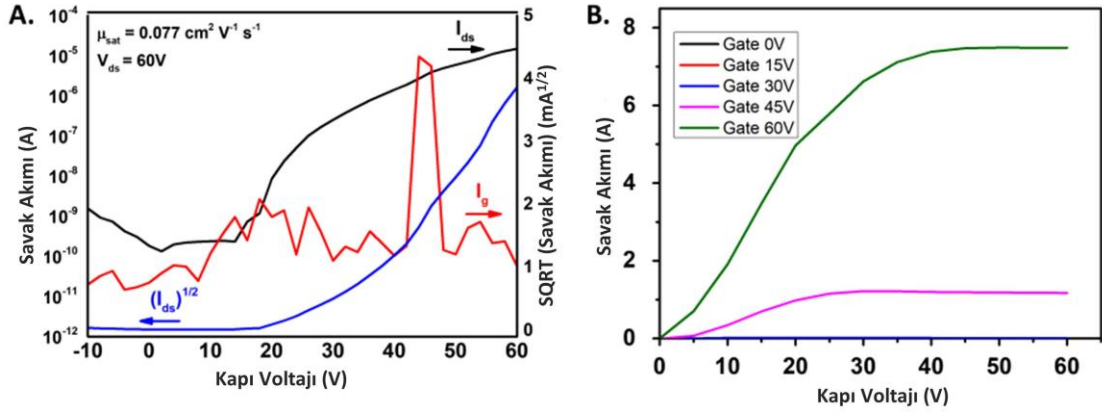 A.
μsat = 0.077 cm² V⁻¹ s⁻¹
Vds = 60V
Ids
Ig
(Ids)^1/2
Savak Akımı (A)
10⁻⁴
10⁻⁵
10⁻⁶
10⁻⁷
10⁻⁸
10⁻⁹
10⁻¹⁰
10⁻¹¹
10⁻¹²
5
4
3
2
1
0
SQRT (Savak Akımı) (mA^1/2)
-10 0 10 20 30 40 50 60
Kapı Voltajı (V)
B.
Gate 0V
Gate 15V
Gate 30V
Gate 45V
Gate 60V
Savak Akımı (A)
8
6
4
2
0
0 10 20 30 40 50 60
Kapı Voltajı (V)